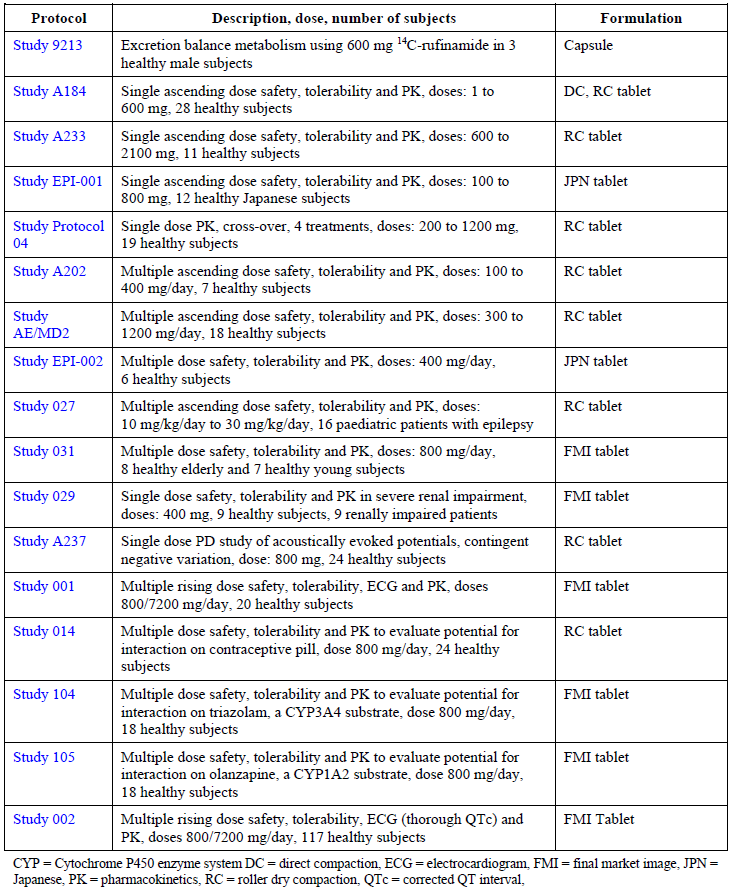 Protocol Description, dose, number of subjects Formulation
Study 9213 Excretion balance metabolism using 600 mg 14C-rufinamide in 3 Capsule
healthy male subjects
Study A184 Single ascending dose safety, tolerability and PK, doses: 1 to DC, RC tablet
600 mg, 28 healthy subjects
Study A233 Single ascending dose safety, tolerability and PK, doses: 600 to RC tablet
2100 mg, 11 healthy subjects
Study EPI-001 Single ascending dose safety, tolerability and PK, doses: 100 to JPN tablet
800 mg, 12 healthy Japanese subjects
Study Protocol Single dose PK, cross-over, 4 treatments, doses: 200 to 1200 mg, RC tablet
04 19 healthy subjects
Study A202 Multiple ascending dose safety, tolerability and PK, doses: 100 to RC tablet
400 mg/day, 7 healthy subjects
Study Multiple ascending dose safety, tolerability and PK, doses: 300 to RC tablet
AE/MD2 1200 mg/day, 18 healthy subjects
Study EPI-002 Multiple dose safety, tolerability and PK, doses: 400 mg/day, JPN tablet
6 healthy subjects
Study 027 Multiple ascending dose safety, tolerability and PK, doses: RC tablet
10 mg/kg/day to 30 mg/kg/day, 16 paediatric patients with epilepsy
Study 031 Multiple dose safety, tolerability and PK, doses: 800 mg/day, FMI tablet
8 healthy elderly and 7 healthy young subjects
Study 029 Single dose safety, tolerability and PK in severe renal impairment, FMI tablet
doses: 400 mg, 9 healthy subjects, 9 renally impaired patients
Study A237 Single dose PD study of acoustically evoked potentials, contingent RC tablet
negative variation, dose: 800 mg, 24 healthy subjects
Study 001 Multiple rising dose safety, tolerability, ECG and PK, doses FMI tablet
800/7200 mg/day, 20 healthy subjects
Study 014 Multiple dose safety, tolerability and PK to evaluate potential for RC tablet
interaction on contraceptive pill, dose 800 mg/day, 24 healthy
subjects
Study 104 Multiple dose safety, tolerability and PK to evaluate potential for FMI tablet
interaction on triazolam, a CYP3A4 substrate, dose 800 mg/day,
18 healthy subjects
Study 105 Multiple dose safety, tolerability and PK to evaluate potential for FMI tablet
interaction on olanzapine, a CYP1A2 substrate, dose 800 mg/day,
18 healthy subjects
Study 002 Multiple rising dose safety, tolerability, ECG (thorough QTc) and FMI Tablet
PK, doses 800/7200 mg/day, 117 healthy subjects
CYP = Cytochrome P450 enzyme system DC = direct compaction, ECG = electrocardiogram, FMI = final market image, JPN =
Japanese, PK = pharmacokinetics, RC = roller dry compaction, QTc = corrected QT interval,